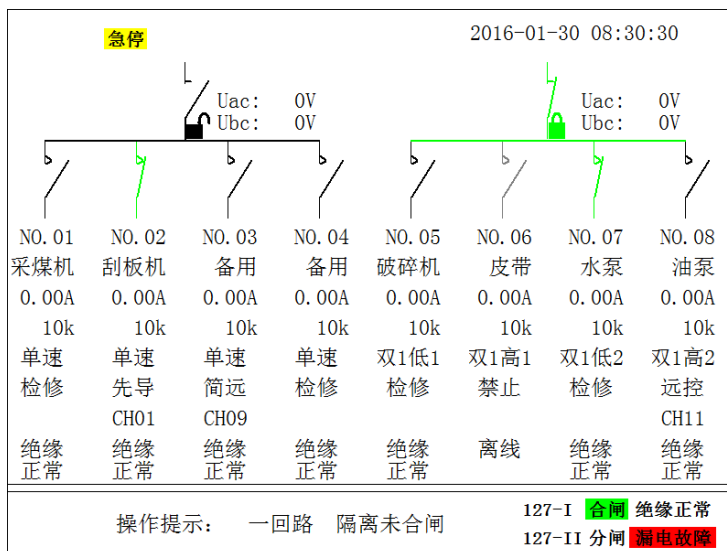 急停 2016-01-30 08:30:30
Uac: 0V Uac: 0V
Ubc: 0V Ubc: 0V
NO.01 NO.02 NO.03 NO.04 NO.05 NO.06 NO.07 NO.08
采煤机 刮板机 备用 备用 破碎机 皮带 水泵 油泵
0.00A 0.00A 0.00A 0.00A 0.00A 0.00A 0.00A 0.00A
10k 10k 10k 10k 10k 10k 10k 10k
单速 单速 单速 单速 双1低1 双1高1 双1低2 双1高2
检修 先导 简远 检修 检修 禁止 检修 远控
CH01 CH09 CH11
绝缘 绝缘 绝缘 绝缘 绝缘 离线 绝缘 绝缘
正常 正常 正常 正常 正常 正常 正常
操作提示: 一回路 隔离未合闸
127-I 合闸 绝缘正常
127-II 分闸 漏电故障